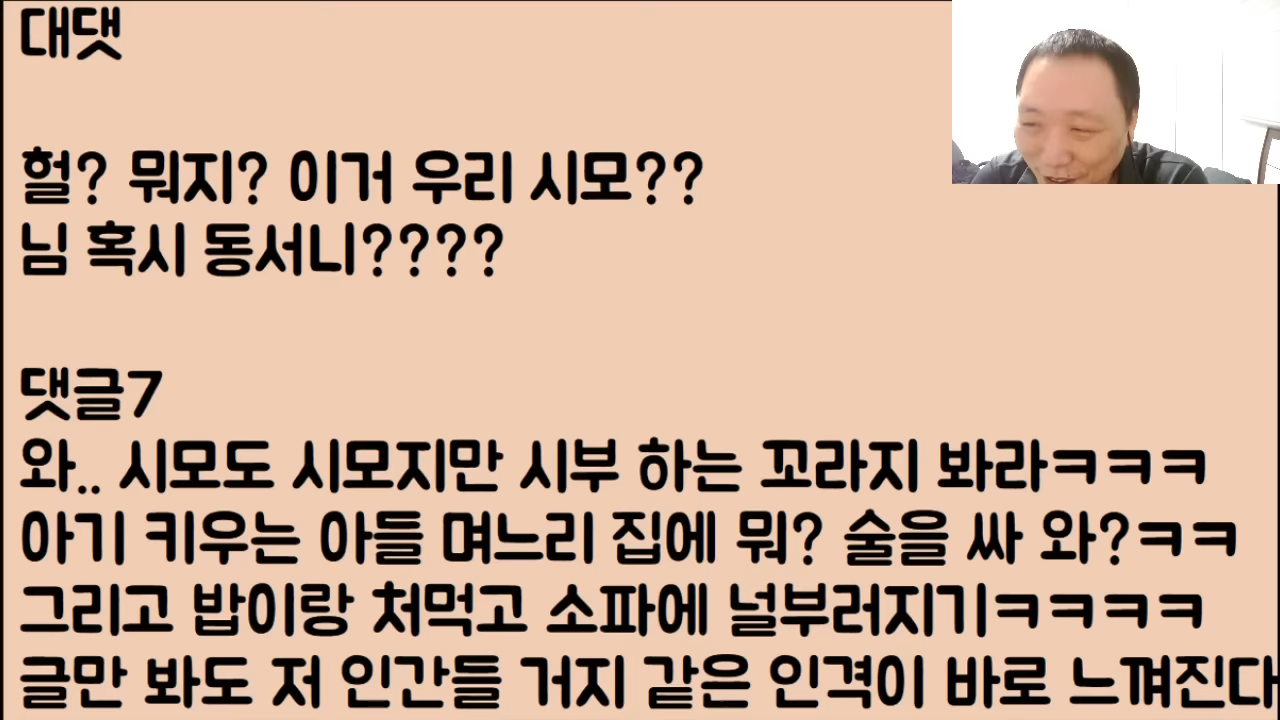 대댓
헐? 뭐지? 이거 우리 시모??
님 혹시 동서니????
댓글7
와.. 시모도 시모지만 시부 하는 꼬라지 봐라ㅋㅋㅋ
아기 키우는 아들 며느리 집에 뭐? 술을 싸 와?ㅋㅋ
그리고 밥이랑 처먹고 소파에 널부러지기ㅋㅋㅋㅋ
글만 봐도 저 인간들 거지 같은 인격이 바로 느껴진다